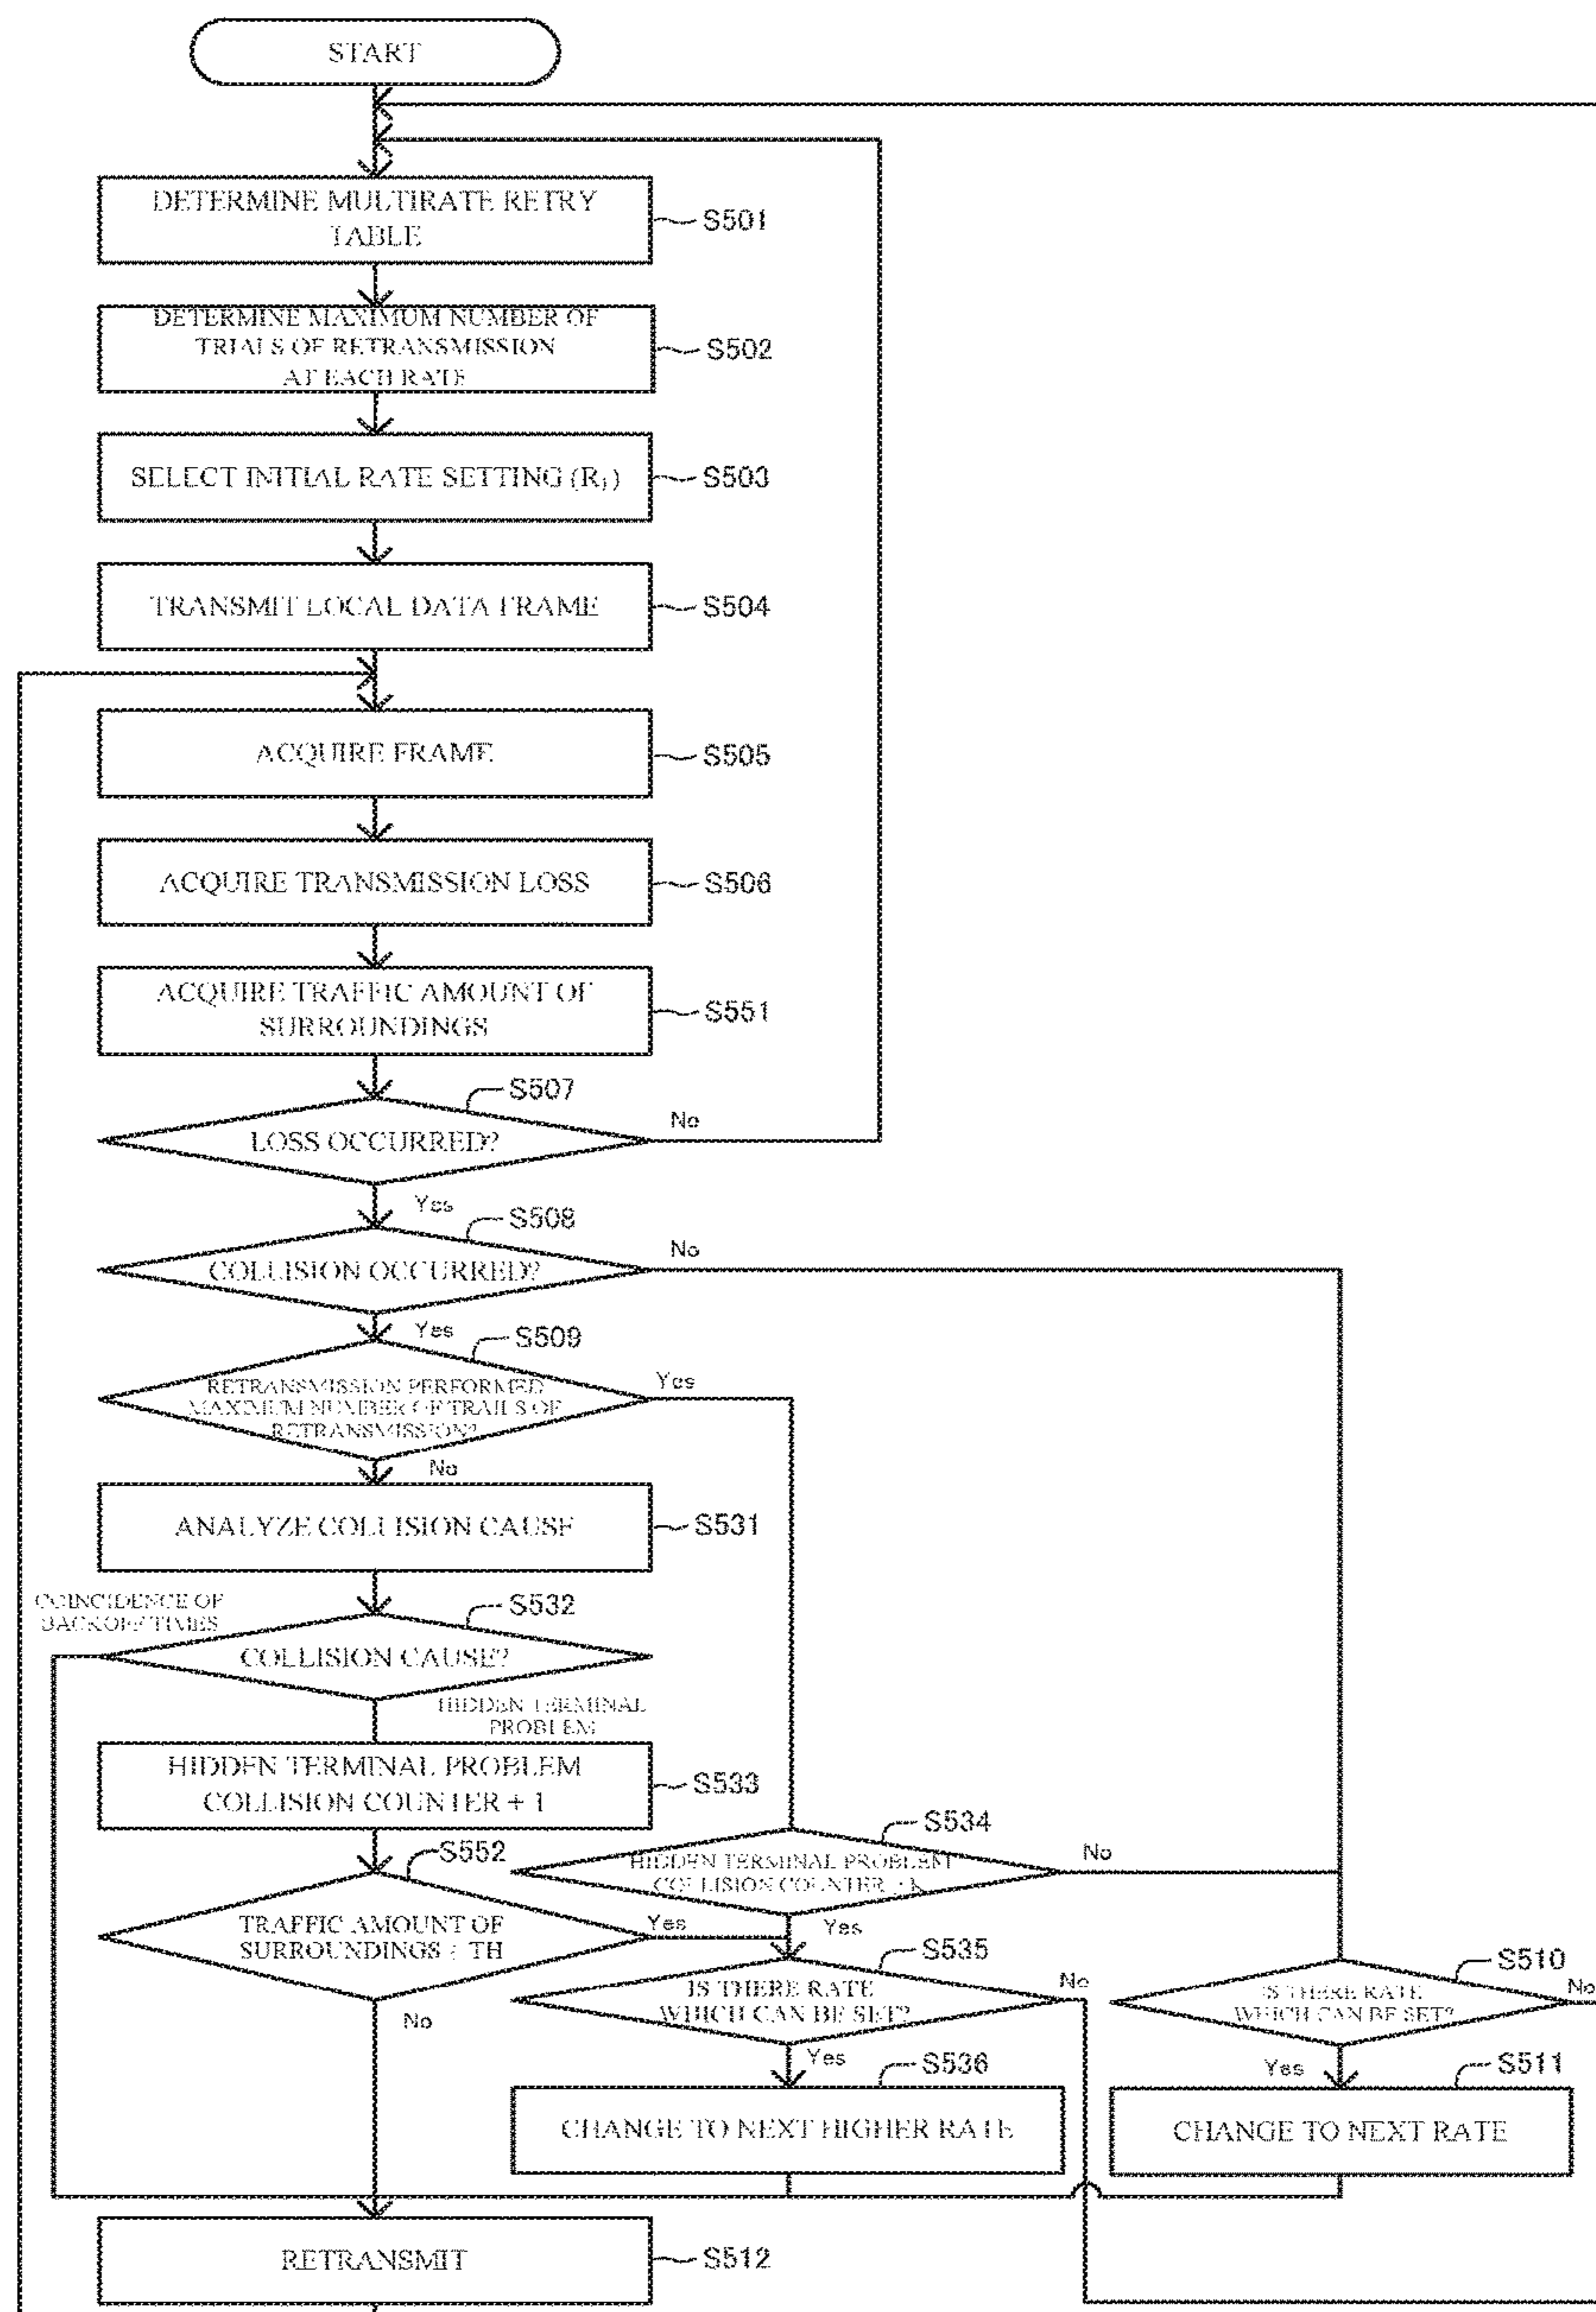 START
DETERMINE MULTIRATE RETRY
TABLE
S501
DETERMINE MAXIMUM NUMBER OF
TRIALS OF RETRANSMISSION
AT EACH RATE
S502
SELECT INITIAL RATE SETTING (R₁)
S503
TRANSMIT LOCAL DATA FRAME
S504
ACQUIRE FRAME
S505
ACQUIRE TRANSMISSION LOSS
S506
ACQUIRE TRAFFIC AMOUNT OF
SURROUNDINGS
S551
S507
LOSS OCCURRED?
No
Yes
S508
COLLISION OCCURRED?
No
Yes
S509
RETRANSMISSION PERFORMED
MAXIMUM NUMBER OF TRAILS OF
RETRANSMISSION?
Yes
No
ANALYZE COLLISION CAUSE
S531
COINCIDENCE OF
BACKOFF TIMES
S532
COLLISION CAUSE?
HIDDEN TERMINAL
PROBLEM
HIDDEN TERMINAL PROBLEM
COLLISION COUNTER + 1
S533
S552
TRAFFIC AMOUNT OF
SURROUNDINGS TH
Yes
No
S534
HIDDEN TERMINAL PROBLEM
COLLISION COUNTER K
No
Yes
S535
IS THERE RATE
WHICH CAN BE SET?
No
Yes
S536
CHANGE TO NEXT HIGHER RATE
S510
IS THERE RATE
WHICH CAN BE SET?
No
Yes
S511
CHANGE TO NEXT RATE
RETRANSMIT
S512